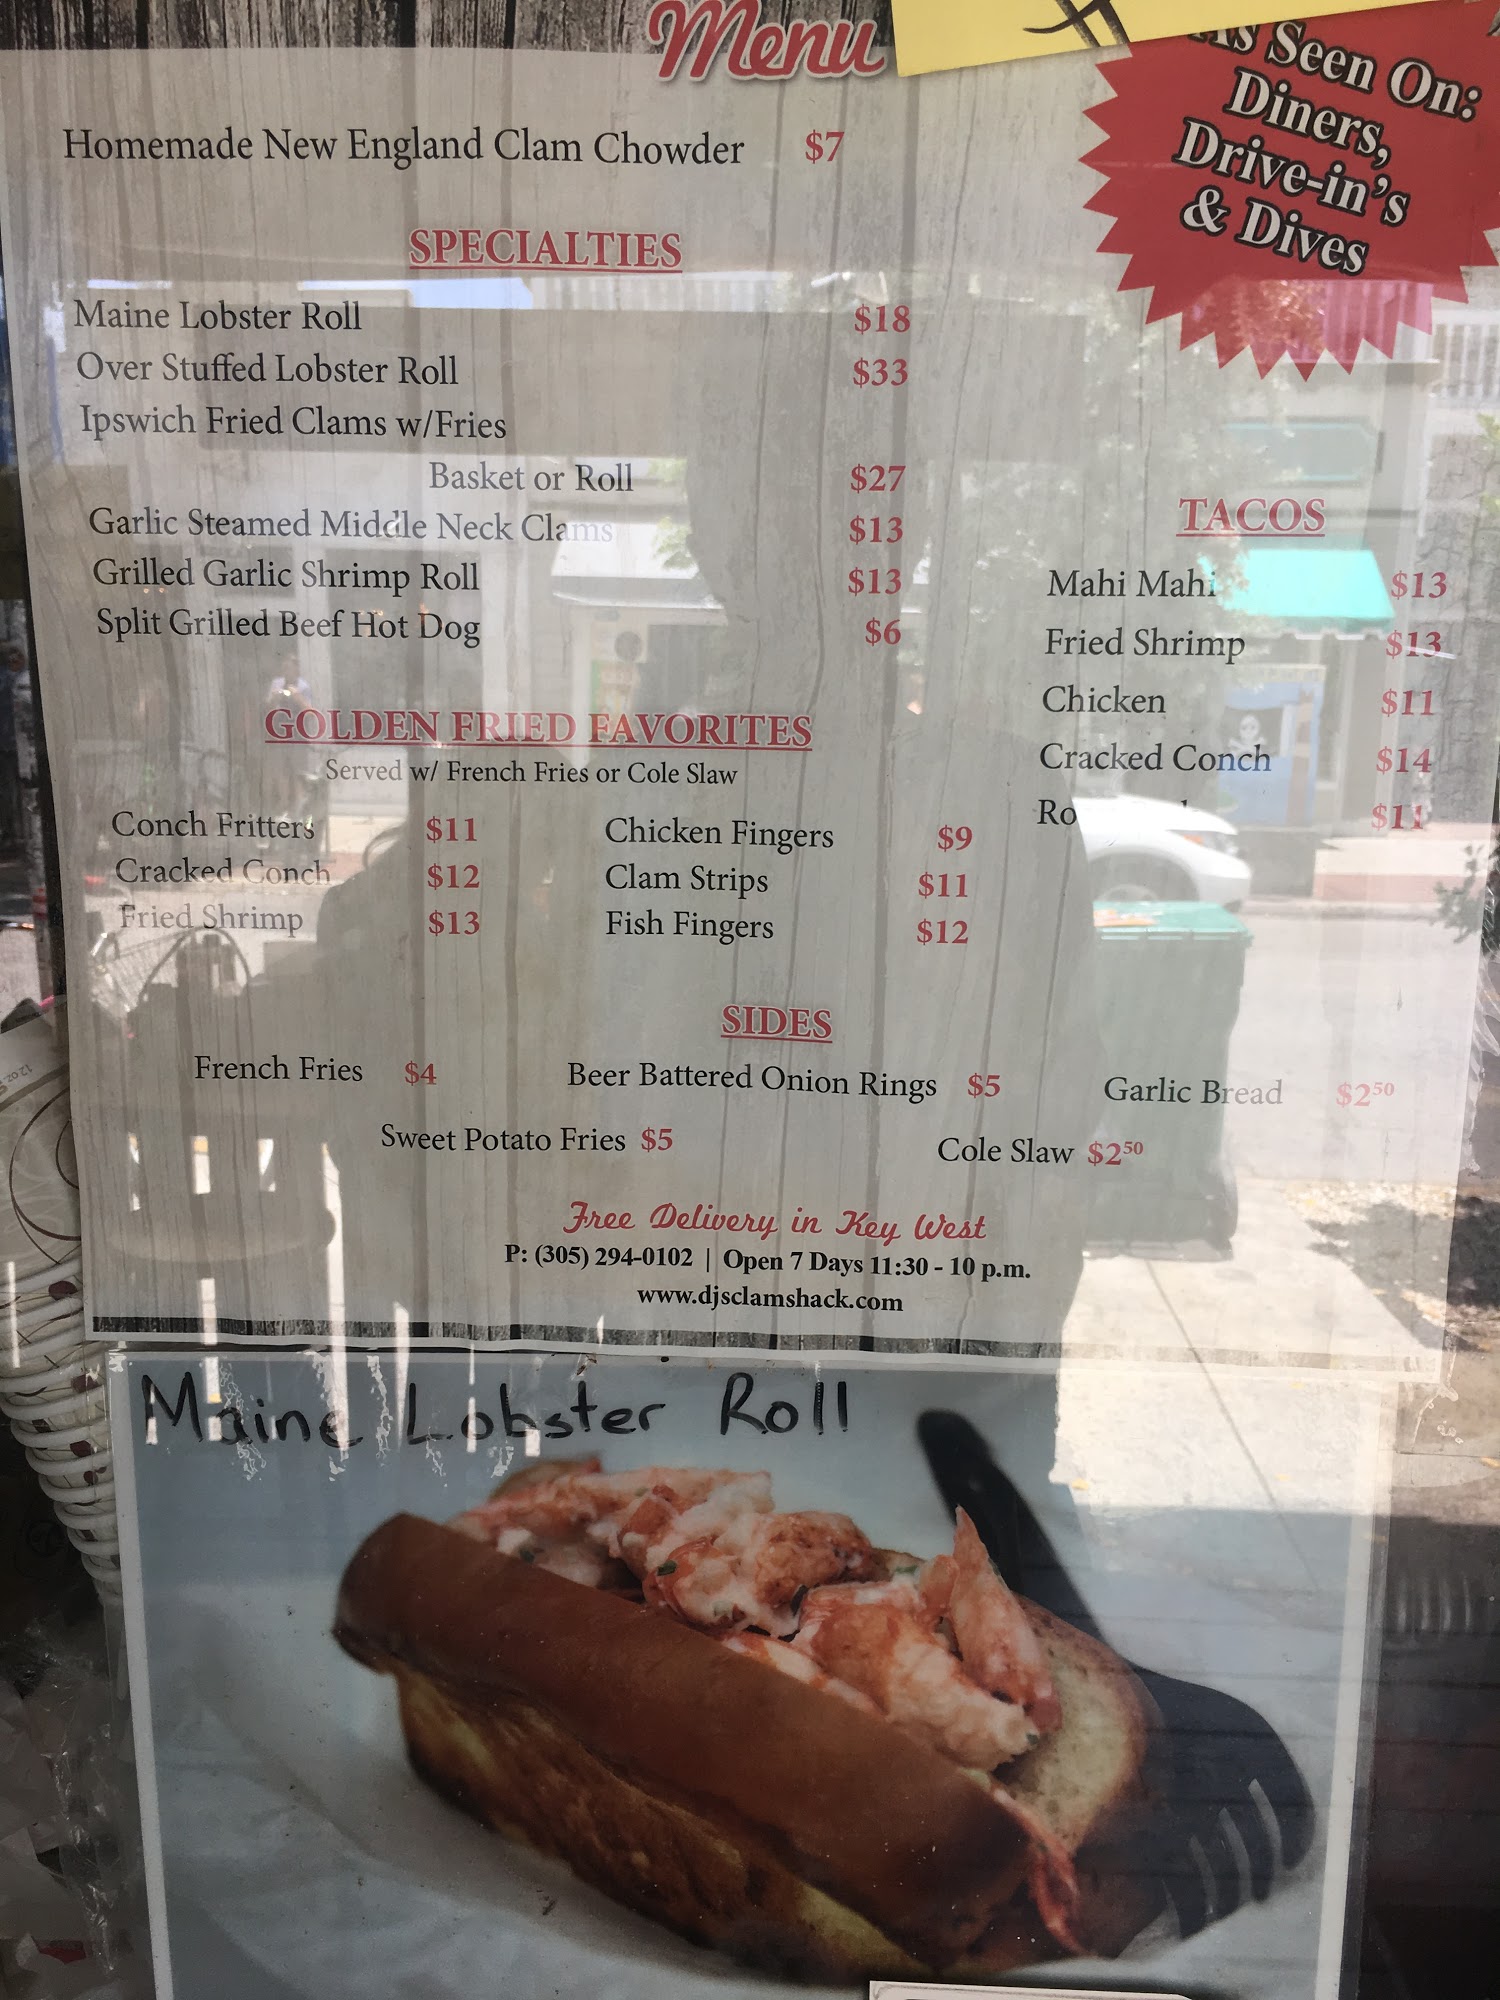 Menu
As Seen On:
Diners,
Drive-in's
& Dives
Homemade New England Clam Chowder $7
SPECIALTIES
Maine Lobster Roll $18
Over Stuffed Lobster Roll $33
Ipswich Fried Clams w/Fries
Basket or Roll $27
Garlic Steamed Middle Neck Clams $13
Grilled Garlic Shrimp Roll $13
Split Grilled Beef Hot Dog $6
TACOS
Mahi Mahi $13
Fried Shrimp $13
Chicken $11
Cracked Conch $14
$11
GOLDEN FRIED FAVORITES
Served w/ French Fries or Cole Slaw
Conch Fritters $11 Chicken Fingers $9
Cracked Conch $12 Clam Strips $11
Fried Shrimp $13 Fish Fingers $12
SIDES
French Fries $4 Beer Battered Onion Rings $5 Garlic Bread $2⁵⁰
Sweet Potato Fries $5 Cole Slaw $2⁵⁰
Free Delivery in Key West
P: (305) 294-0102 | Open 7 Days 11:30 - 10 p.m.
www.djsclamshack.com
Maine Lobster Roll